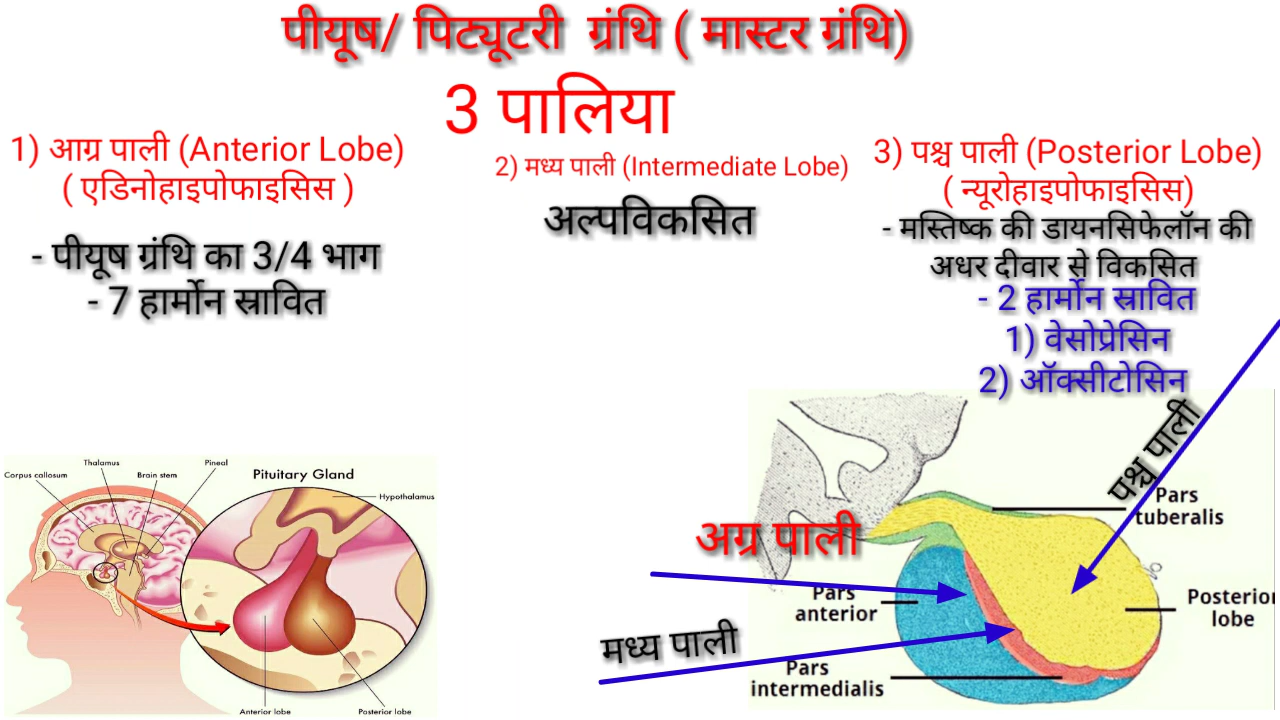 पीयूष/ पिट्यूटरी ग्रंथि ( मास्टर ग्रंथि)
3 पालिया
1) आग्र पाली (Anterior Lobe)
( एडिनोहाइपोफाइसिस )
- पीयूष ग्रंथि का 3/4 भाग
- 7 हार्मोन स्रावित
2) मध्य पाली (Intermediate Lobe)
अल्पविकसित
3) पश्च पाली (Posterior Lobe)
( न्यूरोहाइपोफाइसिस)
- मस्तिष्क की डायनसिफेलॉन की
अधर दीवार से विकसित
- 2 हार्मोन स्रावित
1) वेसोप्रेसिन
2) ऑक्सीटोसिन
Thalamus
Pineal
Corpus callosum
Brain stem
Pituitary Gland
Hypothalamus
Anterior lobe
Posterior lobe
पश्च पाली
Pars
tuberalis
अग्र पाली
Pars
anterior
Posterior
lobe
मध्य पाली
Pars
intermedialis